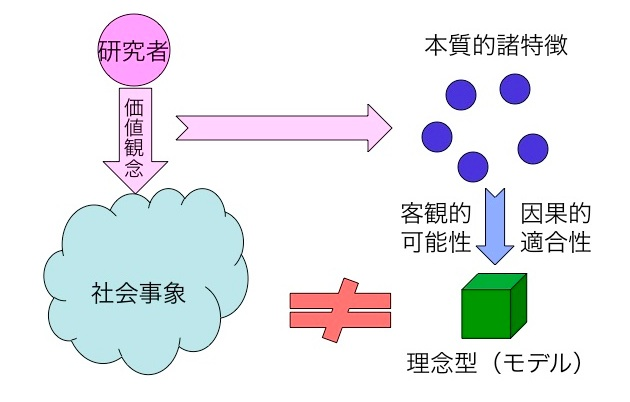 研究者
価値観念
社会事象
本質的諸特徴
客観的
可能性
因果的
適合性
≠
理念型（モデル）